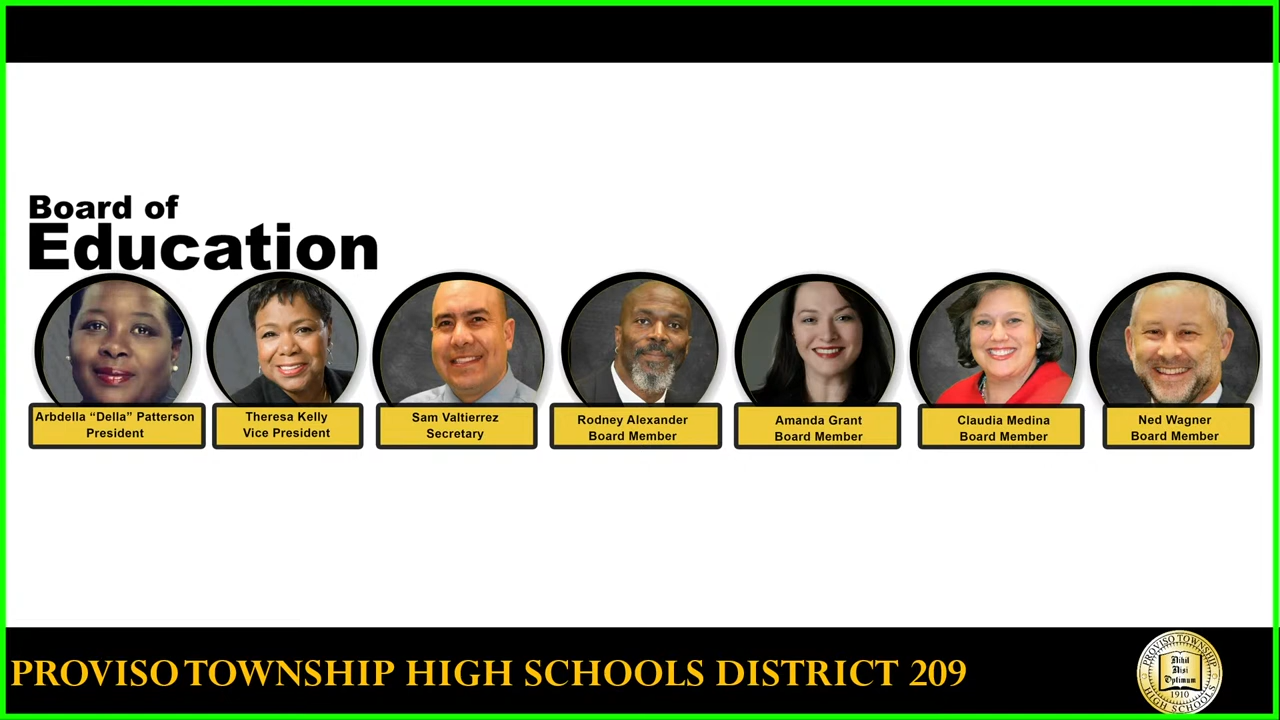 Board of
Education
Arbdella “Della” Patterson
President
Theresa Kelly
Vice President
Sam Valtierrez
Secretary
Rodney Alexander
Board Member
Amanda Grant
Board Member
Claudia Medina
Board Member
Ned Wagner
Board Member
PROVISO TOWNSHIP HIGH SCHOOLS DISTRICT 209
PROVISO TOWNSHIP
Nihil
Nisi
Optimum
1910
HIGH SCHOOLS